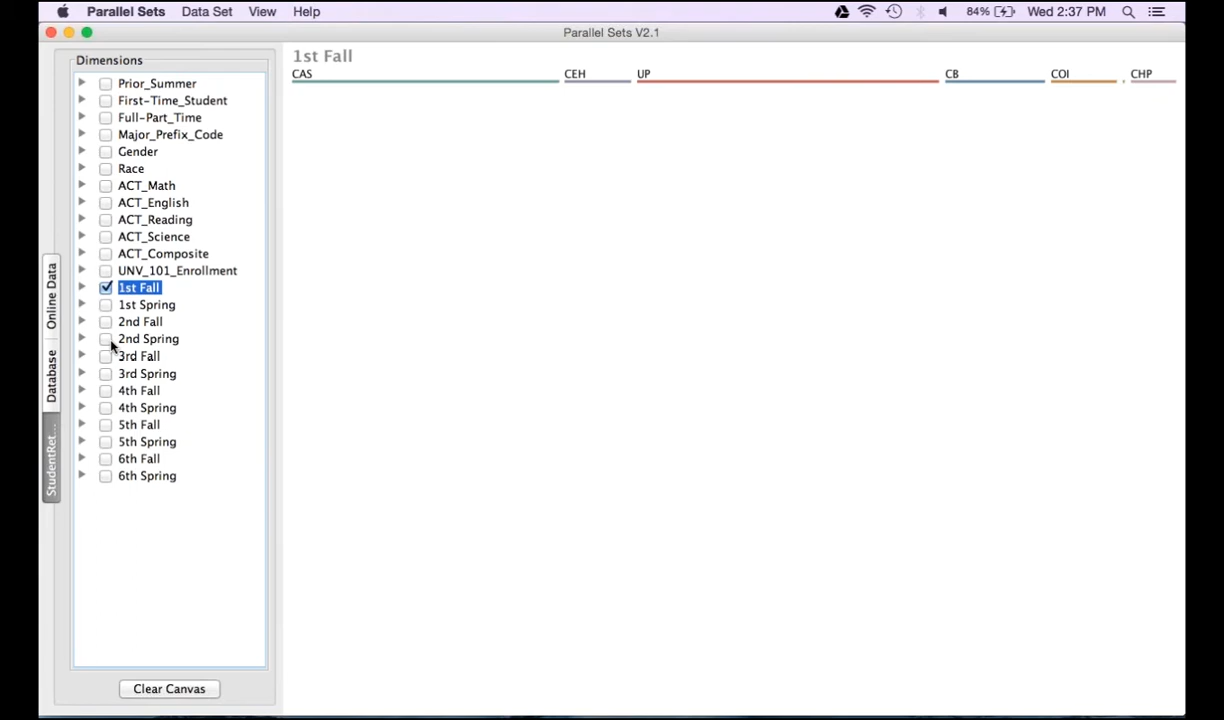 Parallel Sets Data Set View Help 84% Wed 2:37 PM
Parallel Sets V2.1
Dimensions
Prior_Summer
First-Time_Student
Full-Part_Time
Major_Prefix_Code
Gender
Race
ACT_Math
ACT_English
ACT_Reading
ACT_Science
ACT_Composite
UNV_101_Enrollment
1st Fall
1st Spring
2nd Fall
2nd Spring
3rd Fall
3rd Spring
4th Fall
4th Spring
5th Fall
5th Spring
6th Fall
6th Spring
Clear Canvas
Online Data
Database
StudentRet...
1st Fall
CAS CEH UP CB COI CHP